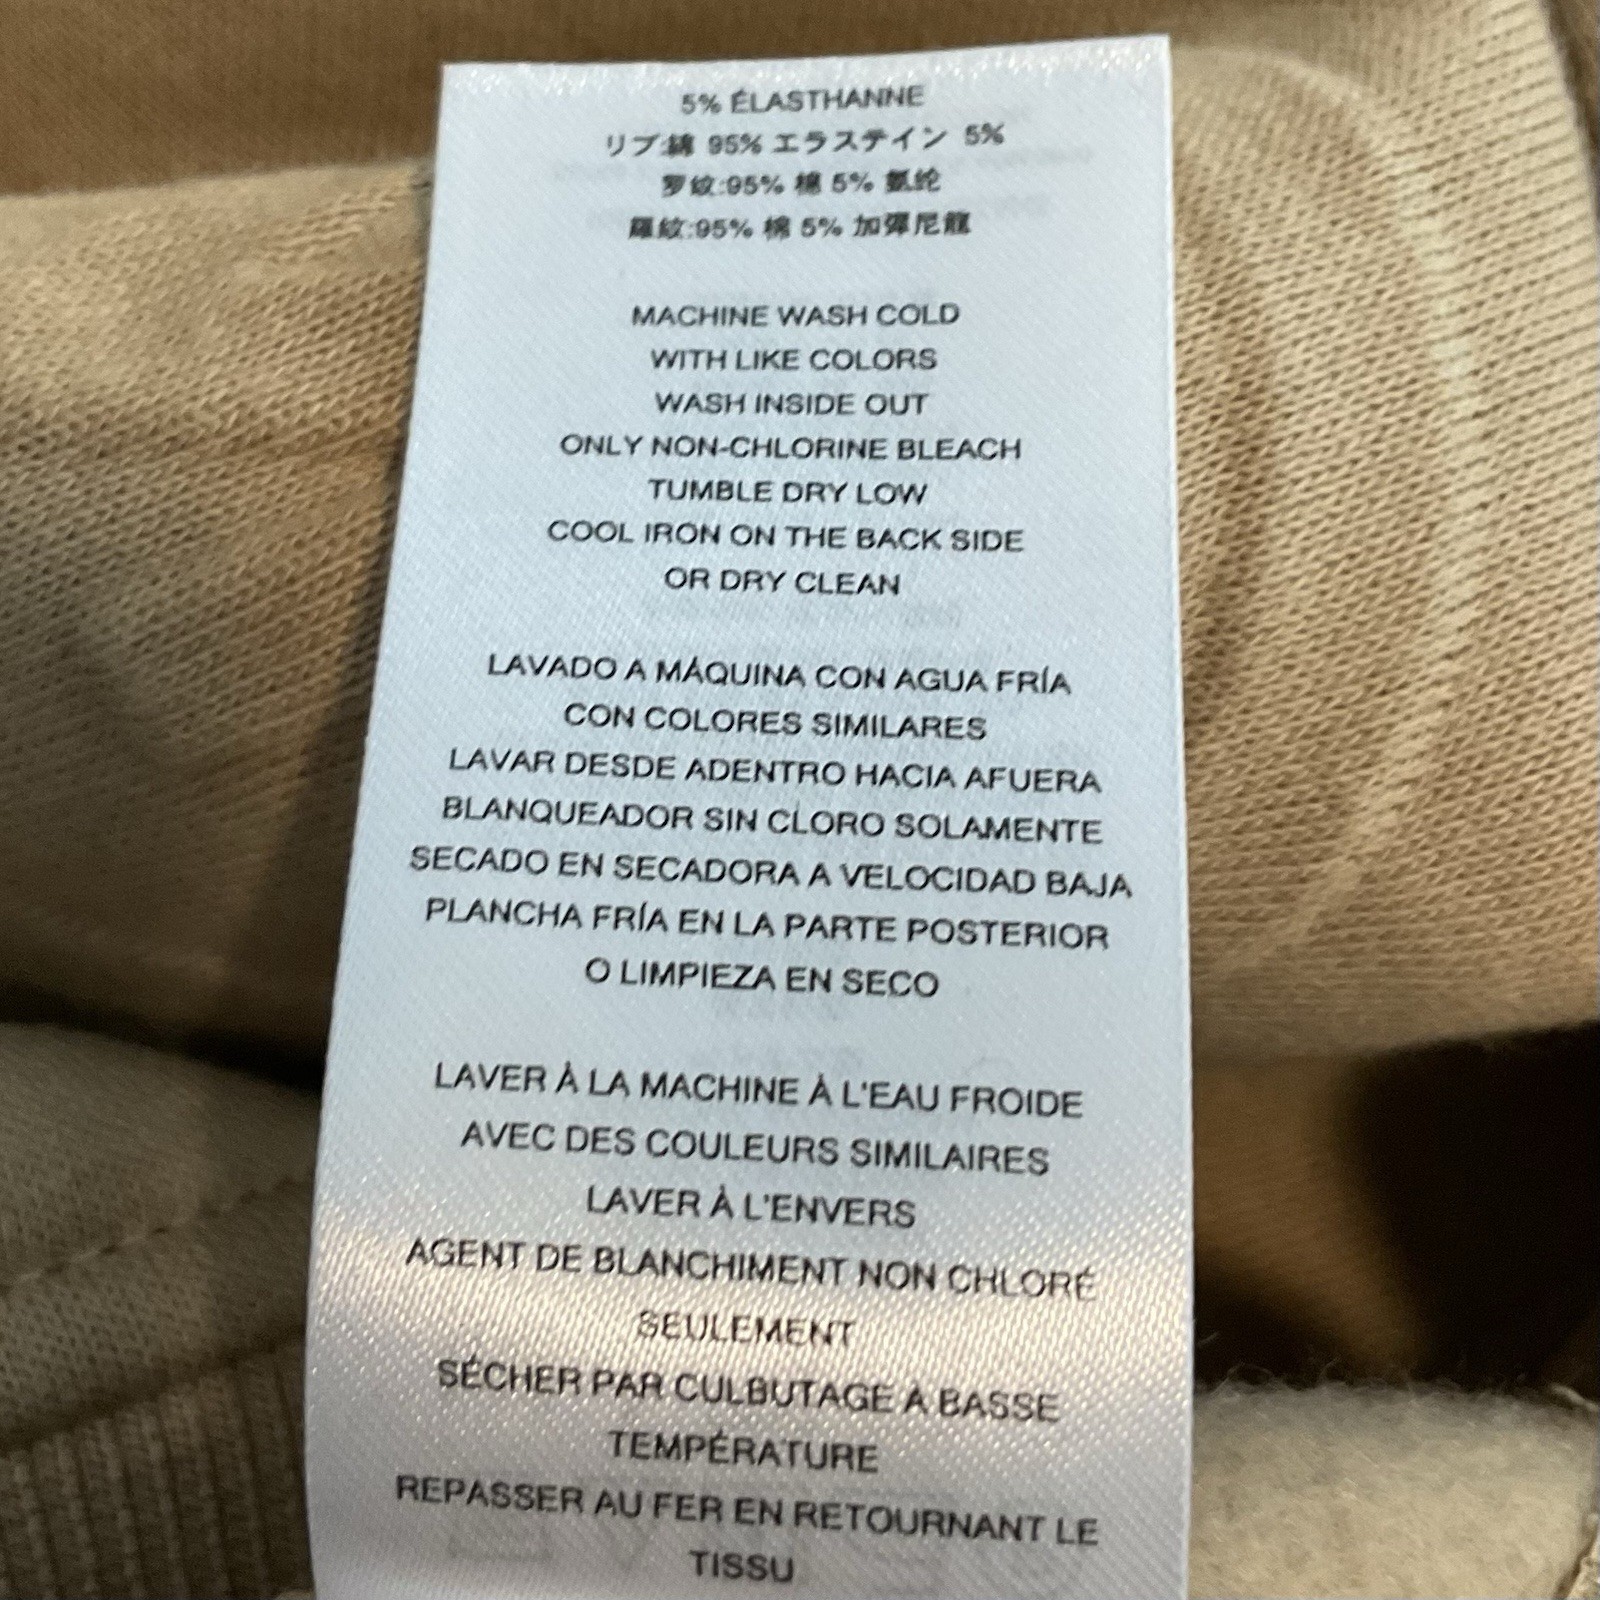 5% ÉLASTHANNE
リブ:綿 95% エラステイン 5%
罗纹:95% 棉 5% 氨纶
羅紋:95% 棉 5% 加彈尼龍
MACHINE WASH COLD
WITH LIKE COLORS
WASH INSIDE OUT
ONLY NON-CHLORINE BLEACH
TUMBLE DRY LOW
COOL IRON ON THE BACK SIDE
OR DRY CLEAN
LAVADO A MÁQUINA CON AGUA FRÍA
CON COLORES SIMILARES
LAVAR DESDE ADENTRO HACIA AFUERA
BLANQUEADOR SIN CLORO SOLAMENTE
SECADO EN SECADORA A VELOCIDAD BAJA
PLANCHA FRÍA EN LA PARTE POSTERIOR
O LIMPIEZA EN SECO
LAVER À LA MACHINE À L'EAU FROIDE
AVEC DES COULEURS SIMILAIRES
LAVER À L'ENVERS
AGENT DE BLANCHIMENT NON CHLORÉ
SEULEMENT
SÉCHER PAR CULBUTAGE À BASSE
TEMPÉRATURE
REPASSER AU FER EN RETOURNANT LE
TISSU